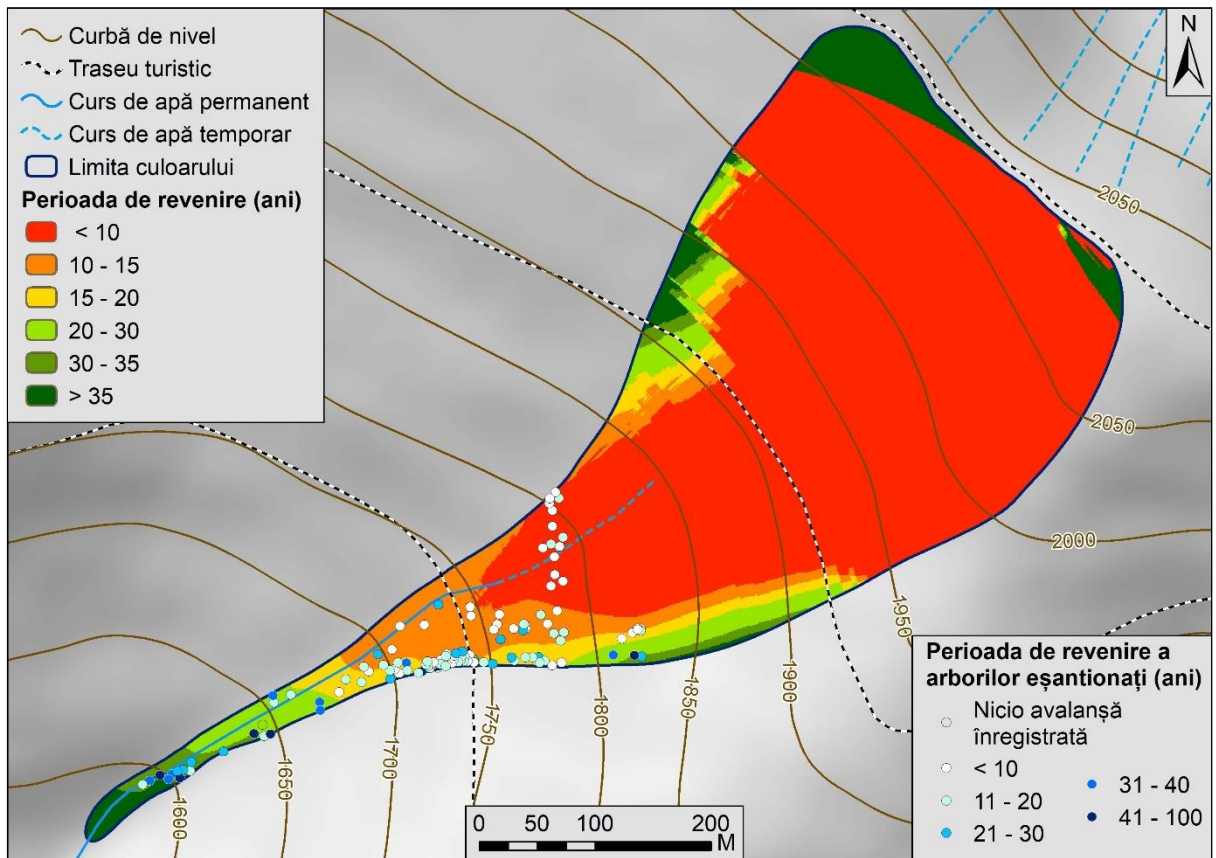 Curbă de nivel
Traseu turistic
Curs de apă permanent
Curs de apă temporar
Limita culoarului
Perioada de revenire (ani)
< 10
10 - 15
15 - 20
20 - 30
30 - 35
> 35
N
2050
2050
2000
1950
1900
1850
1800
1750
1700
1650
1600
0 50 100 200
M
Perioada de revenire a
arborilor eșantionați (ani)
Nicio avalanșă
înregistrată
< 10
11 - 20
21 - 30
31 - 40
41 - 100